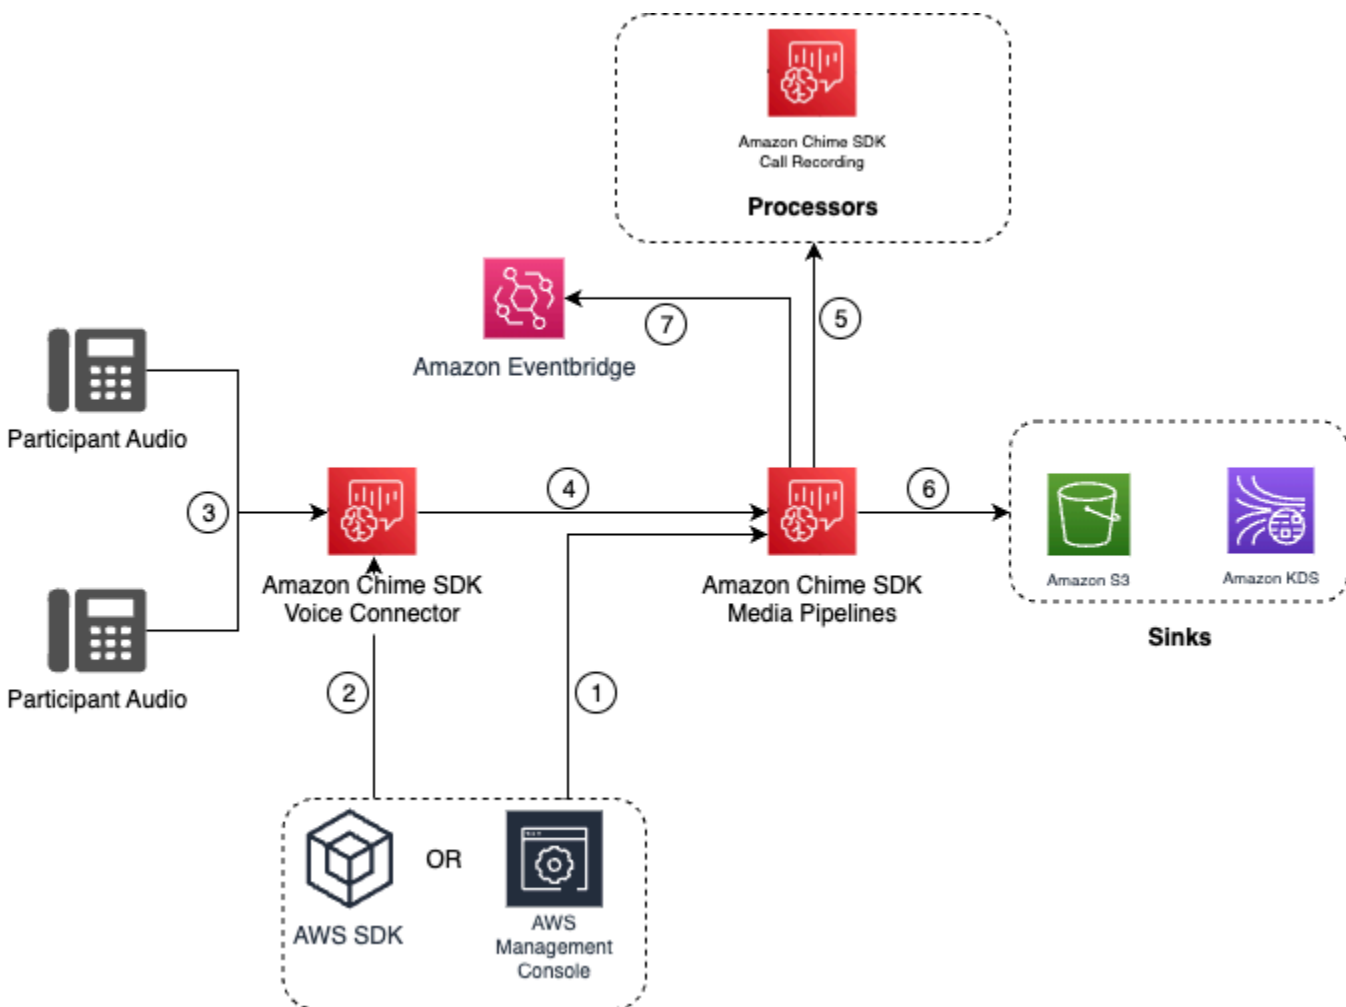 Amazon Chime SDK
Call Recording
Processors
7
5
Amazon Eventbridge
Participant Audio
3
4
6
Amazon S3
Amazon KDS
Amazon Chime SDK
Voice Connector
Amazon Chime SDK
Media Pipelines
Sinks
Participant Audio
2
1
OR
AWS SDK
AWS
Management
Console